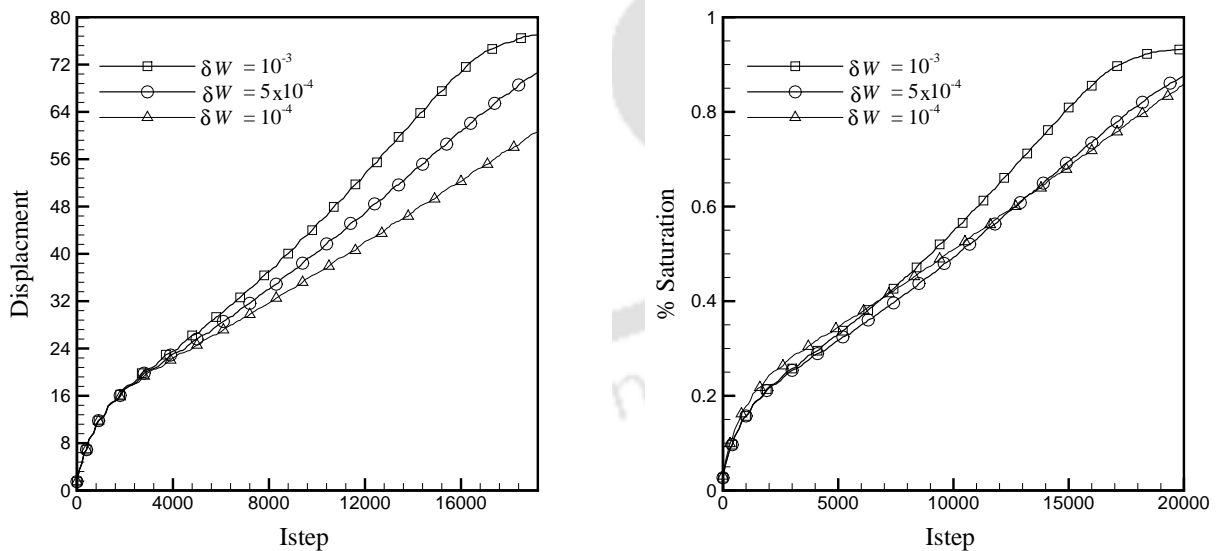 80
72
64
56
48
40
32
24
16
8
0
Displacment
δW = 10⁻³
δW = 5x10⁻⁴
δW = 10⁻⁴
0 4000 8000 12000 16000
Istep
1
0.8
0.6
0.4
0.2
0
% Saturation
δW = 10⁻³
δW = 5x10⁻⁴
δW = 10⁻⁴
0 5000 10000 15000 20000
Istep